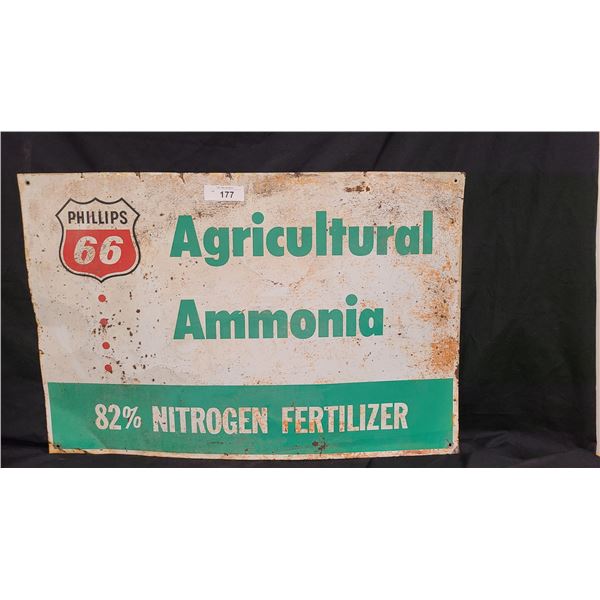 177
PHILLIPS
66
Agricultural
Ammonia
82% NITROGEN FERTILIZER